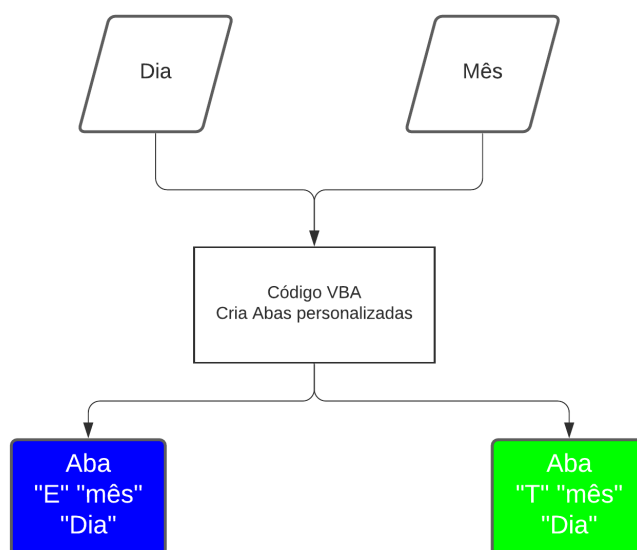 Dia
Mês
Código VBA
Cria Abas personalizadas
Aba
"E" "mês"
"Dia"
Aba
"T" "mês"
"Dia"